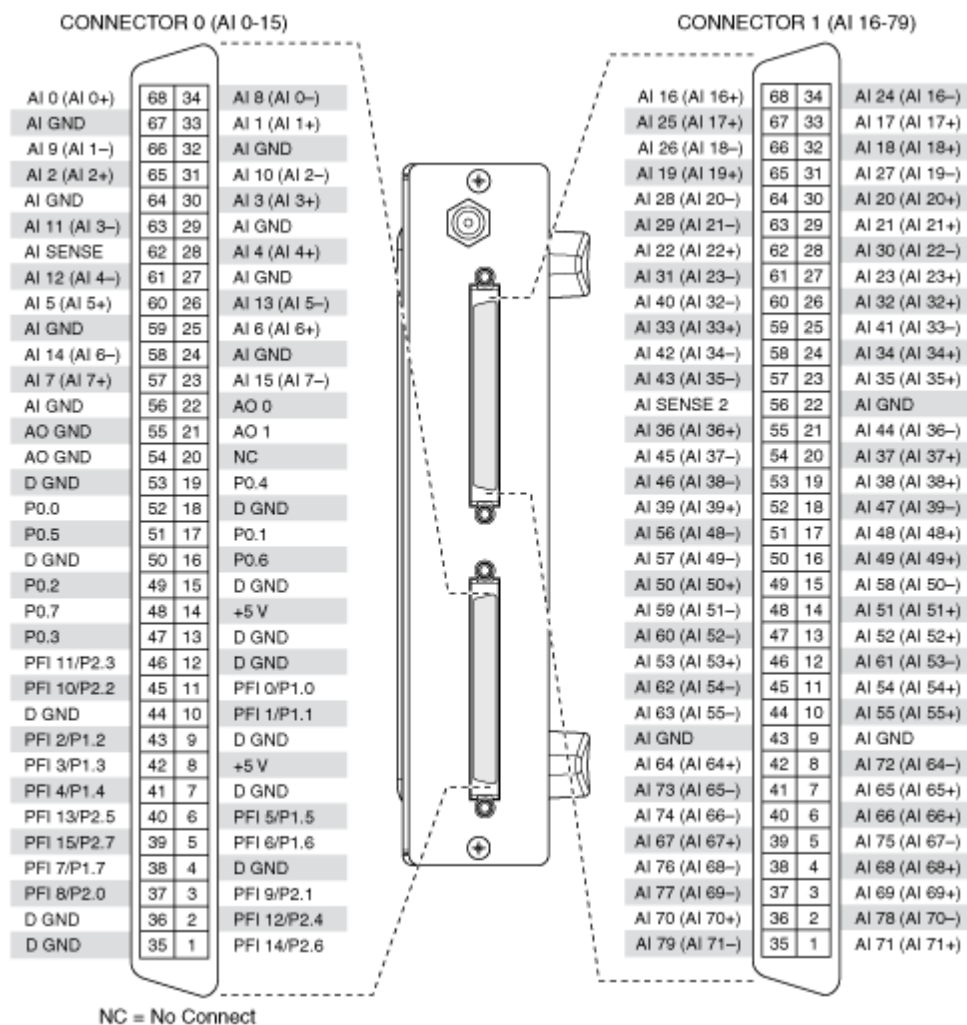 CONNECTOR 0 (AI 0-15)
AI 0 (AI 0+) 68 34 AI 8 (AI 0–)
AI GND 67 33 AI 1 (AI 1+)
AI 9 (AI 1–) 66 32 AI GND
AI 2 (AI 2+) 65 31 AI 10 (AI 2–)
AI GND 64 30 AI 3 (AI 3+)
AI 11 (AI 3–) 63 29 AI GND
AI SENSE 62 28 AI 4 (AI 4+)
AI 12 (AI 4–) 61 27 AI GND
AI 5 (AI 5+) 60 26 AI 13 (AI 5–)
AI GND 59 25 AI 6 (AI 6+)
AI 14 (AI 6–) 58 24 AI GND
AI 7 (AI 7+) 57 23 AI 15 (AI 7–)
AI GND 56 22 AO 0
AO GND 55 21 AO 1
AO GND 54 20 NC
D GND 53 19 P0.4
P0.0 52 18 D GND
P0.5 51 17 P0.1
D GND 50 16 P0.6
P0.2 49 15 D GND
P0.7 48 14 +5 V
P0.3 47 13 D GND
PFI 11/P2.3 46 12 D GND
PFI 10/P2.2 45 11 PFI 0/P1.0
D GND 44 10 PFI 1/P1.1
PFI 2/P1.2 43 9 D GND
PFI 3/P1.3 42 8 +5 V
PFI 4/P1.4 41 7 D GND
PFI 13/P2.5 40 6 PFI 5/P1.5
PFI 15/P2.7 39 5 PFI 6/P1.6
PFI 7/P1.7 38 4 D GND
PFI 8/P2.0 37 3 PFI 9/P2.1
D GND 36 2 PFI 12/P2.4
D GND 35 1 PFI 14/P2.6
NC = No Connect
CONNECTOR 1 (AI 16-79)
AI 16 (AI 16+) 68 34 AI 24 (AI 16–)
AI 25 (AI 17+) 67 33 AI 17 (AI 17+)
AI 26 (AI 18–) 66 32 AI 18 (AI 18+)
AI 19 (AI 19+) 65 31 AI 27 (AI 19–)
AI 28 (AI 20–) 64 30 AI 20 (AI 20+)
AI 29 (AI 21–) 63 29 AI 21 (AI 21+)
AI 22 (AI 22+) 62 28 AI 30 (AI 22–)
AI 31 (AI 23–) 61 27 AI 23 (AI 23+)
AI 40 (AI 32–) 60 26 AI 32 (AI 32+)
AI 33 (AI 33+) 59 25 AI 41 (AI 33–)
AI 42 (AI 34–) 58 24 AI 34 (AI 34+)
AI 43 (AI 35–) 57 23 AI 35 (AI 35+)
AI SENSE 2 56 22 AI GND
AI 36 (AI 36+) 55 21 AI 44 (AI 36–)
AI 45 (AI 37–) 54 20 AI 37 (AI 37+)
AI 46 (AI 38–) 53 19 AI 38 (AI 38+)
AI 39 (AI 39+) 52 18 AI 47 (AI 39–)
AI 56 (AI 48–) 51 17 AI 48 (AI 48+)
AI 57 (AI 49–) 50 16 AI 49 (AI 49+)
AI 50 (AI 50+) 49 15 AI 58 (AI 50–)
AI 59 (AI 51–) 48 14 AI 51 (AI 51+)
AI 60 (AI 52–) 47 13 AI 52 (AI 52+)
AI 53 (AI 53+) 46 12 AI 61 (AI 53–)
AI 62 (AI 54–) 45 11 AI 54 (AI 54+)
AI 63 (AI 55–) 44 10 AI 55 (AI 55+)
AI GND 43 9 AI GND
AI 64 (AI 64+) 42 8 AI 72 (AI 64–)
AI 73 (AI 65–) 41 7 AI 65 (AI 65+)
AI 74 (AI 66–) 40 6 AI 66 (AI 66+)
AI 67 (AI 67+) 39 5 AI 75 (AI 67–)
AI 76 (AI 68–) 38 4 AI 68 (AI 68+)
AI 77 (AI 69–) 37 3 AI 69 (AI 69+)
AI 70 (AI 70+) 36 2 AI 78 (AI 70–)
AI 79 (AI 71–) 35 1 AI 71 (AI 71+)